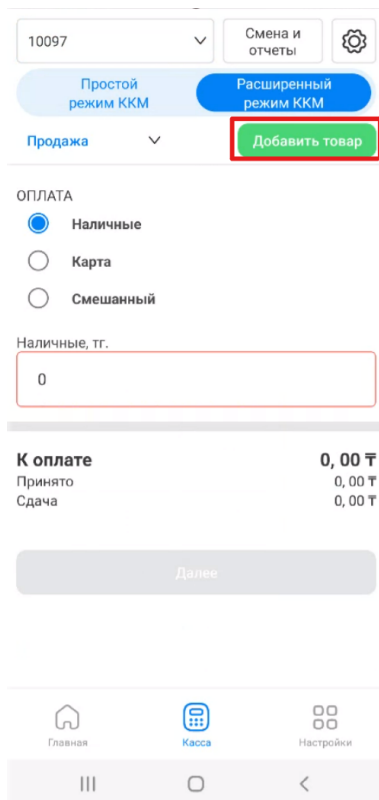 10097
Смена и
отчеты
Простой
режим ККМ
Расширенный
режим ККМ
Продажа
Добавить товар
ОПЛАТА
Наличные
Карта
Смешанный
Наличные, тг.
0
К оплате 0, 00 ₸
Принято 0, 00 ₸
Сдача 0, 00 ₸
Далее
Главная
Касса
Настройки